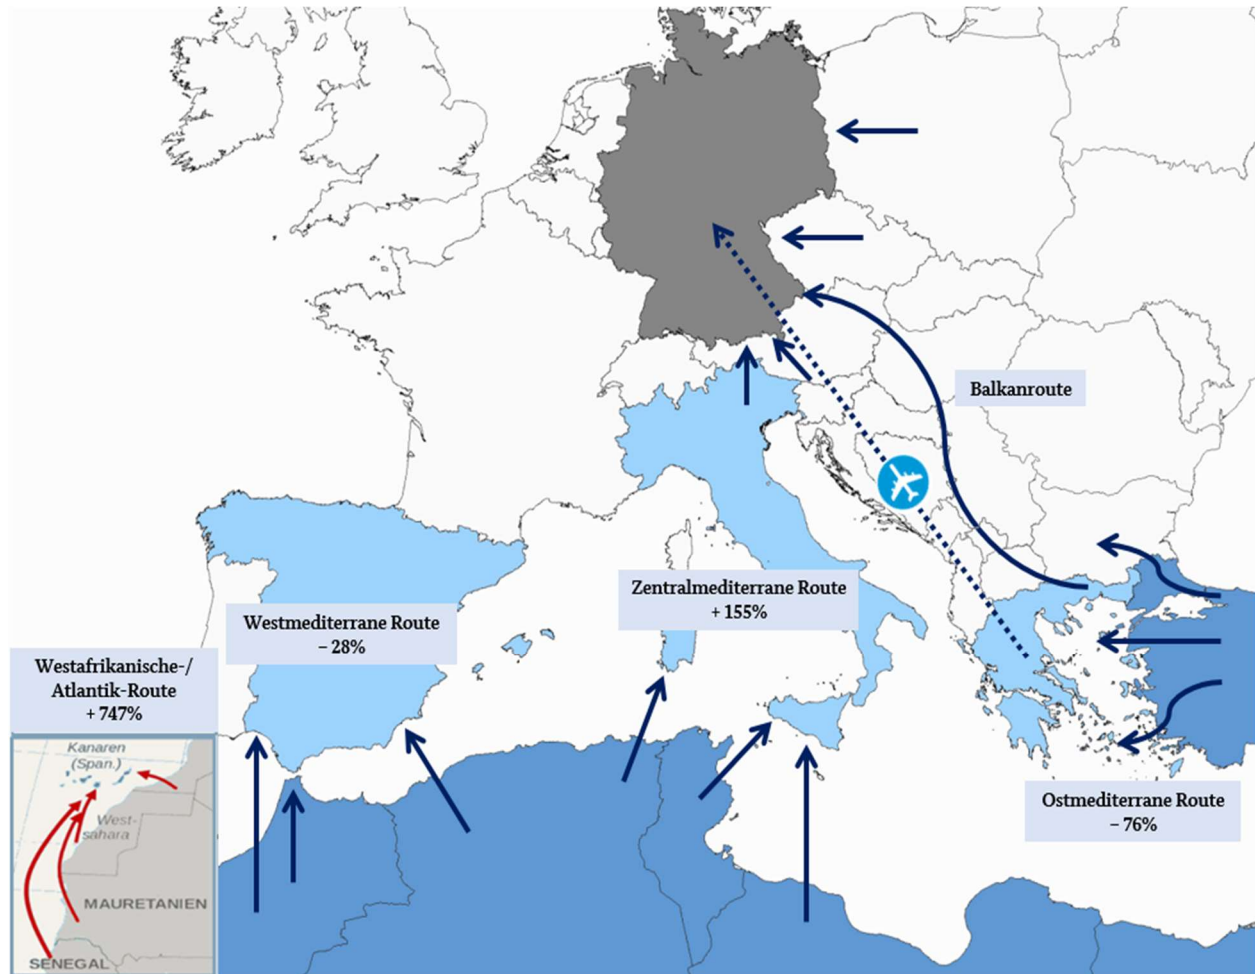 Balkanroute
Zentralmediterrane Route
+ 155%
Westmediterrane Route
– 28%
Westafrikanische-/
Atlantik-Route
+ 747%
Kanaren
(Span.)
West-
sahara
MAURETANIEN
SENEGAL
Ostmediterrane Route
– 76%